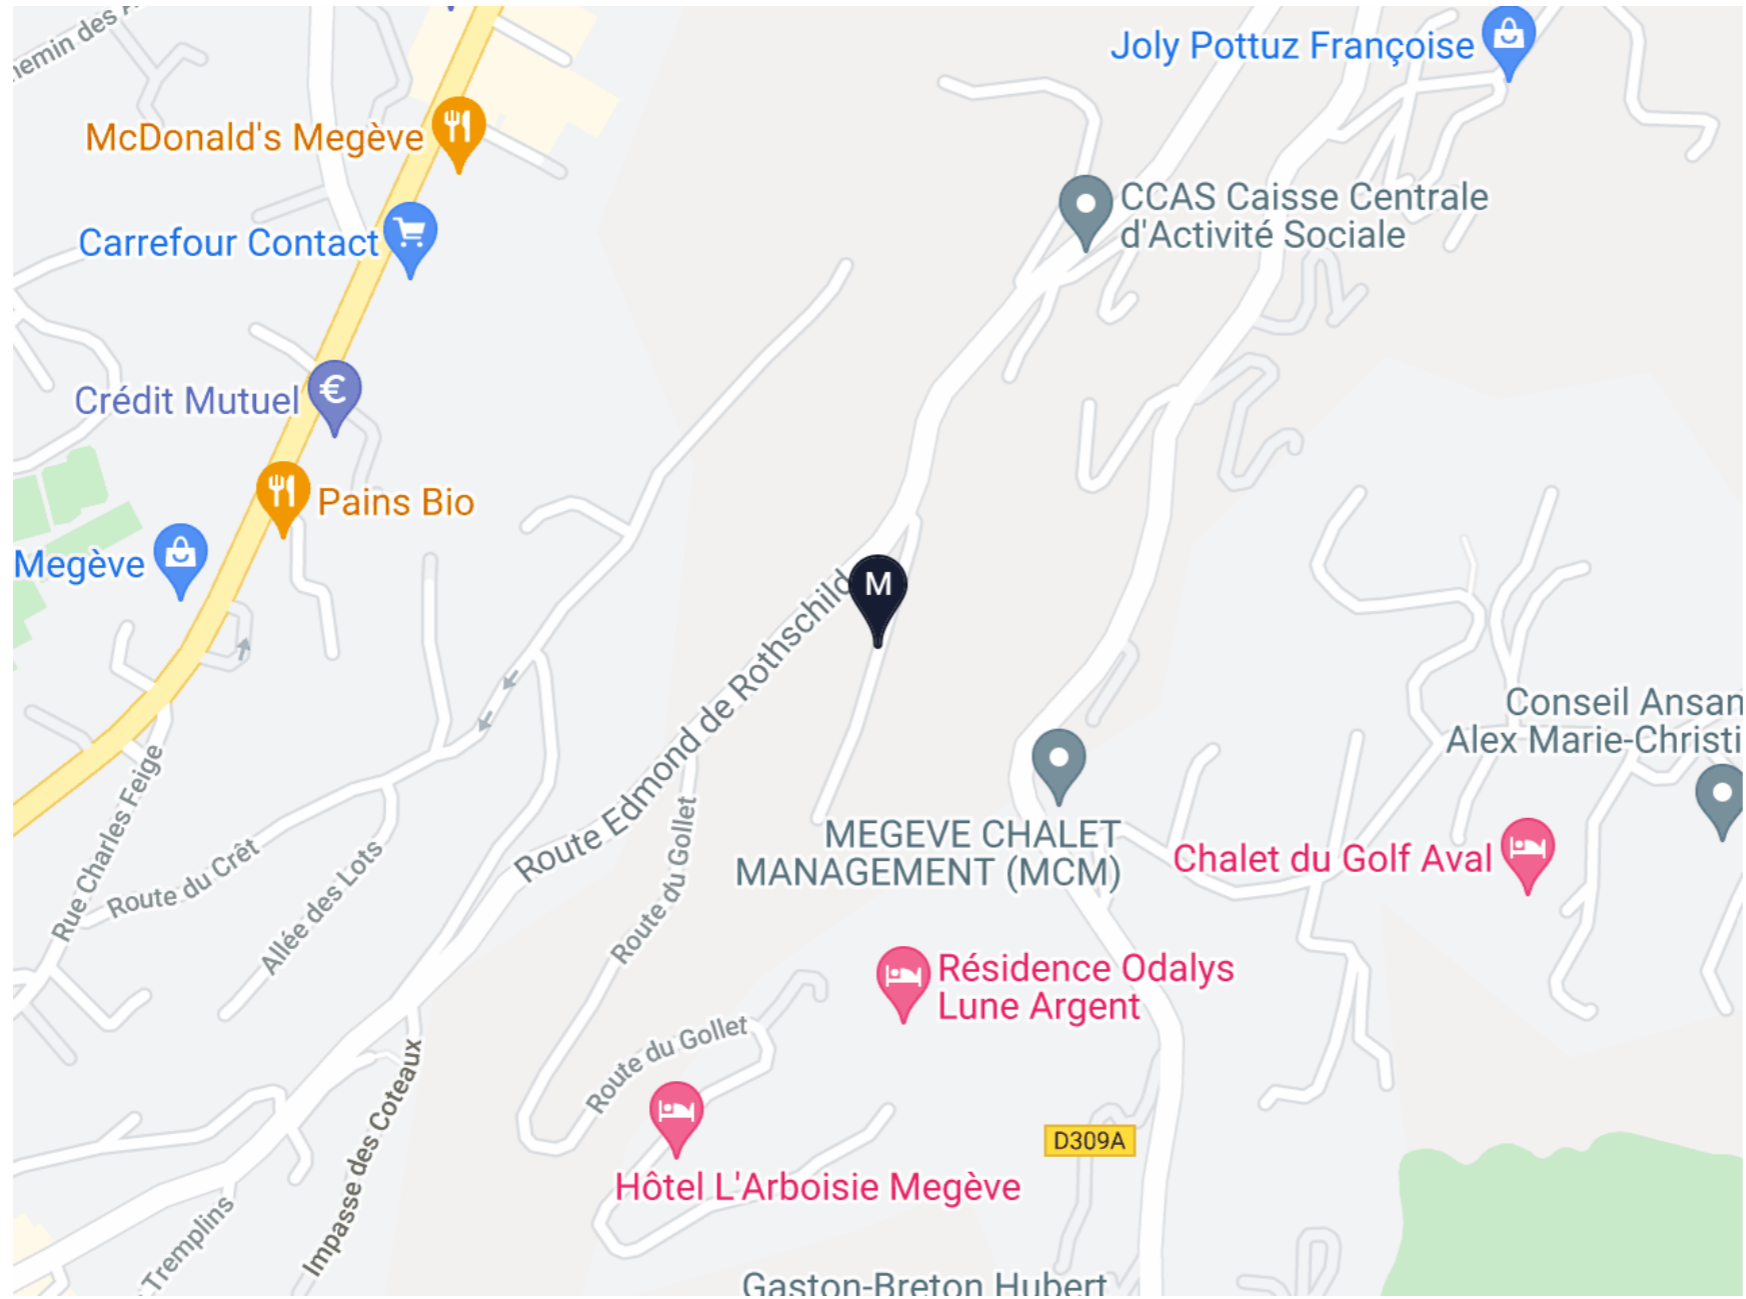 hemin des
Joly Pottuz Françoise
McDonald's Megève
CCAS Caisse Centrale
d'Activité Sociale
Carrefour Contact
Crédit Mutuel
€
Pains Bio
Megève
M
Route Edmond de Rothschild
Conseil Ansan
Alex Marie-Christi
Rue Charles Feige
Route du Crêt
Allée des Lots
Route du Gollet
MEGEVE CHALET
MANAGEMENT (MCM)
Chalet du Golf Aval
Résidence Odalys
Lune Argent
Route du Gollet
Impasse des Coteaux
D309A
Hôtel L'Arboisie Megève
Tremplins
Gaston-Breton Hubert